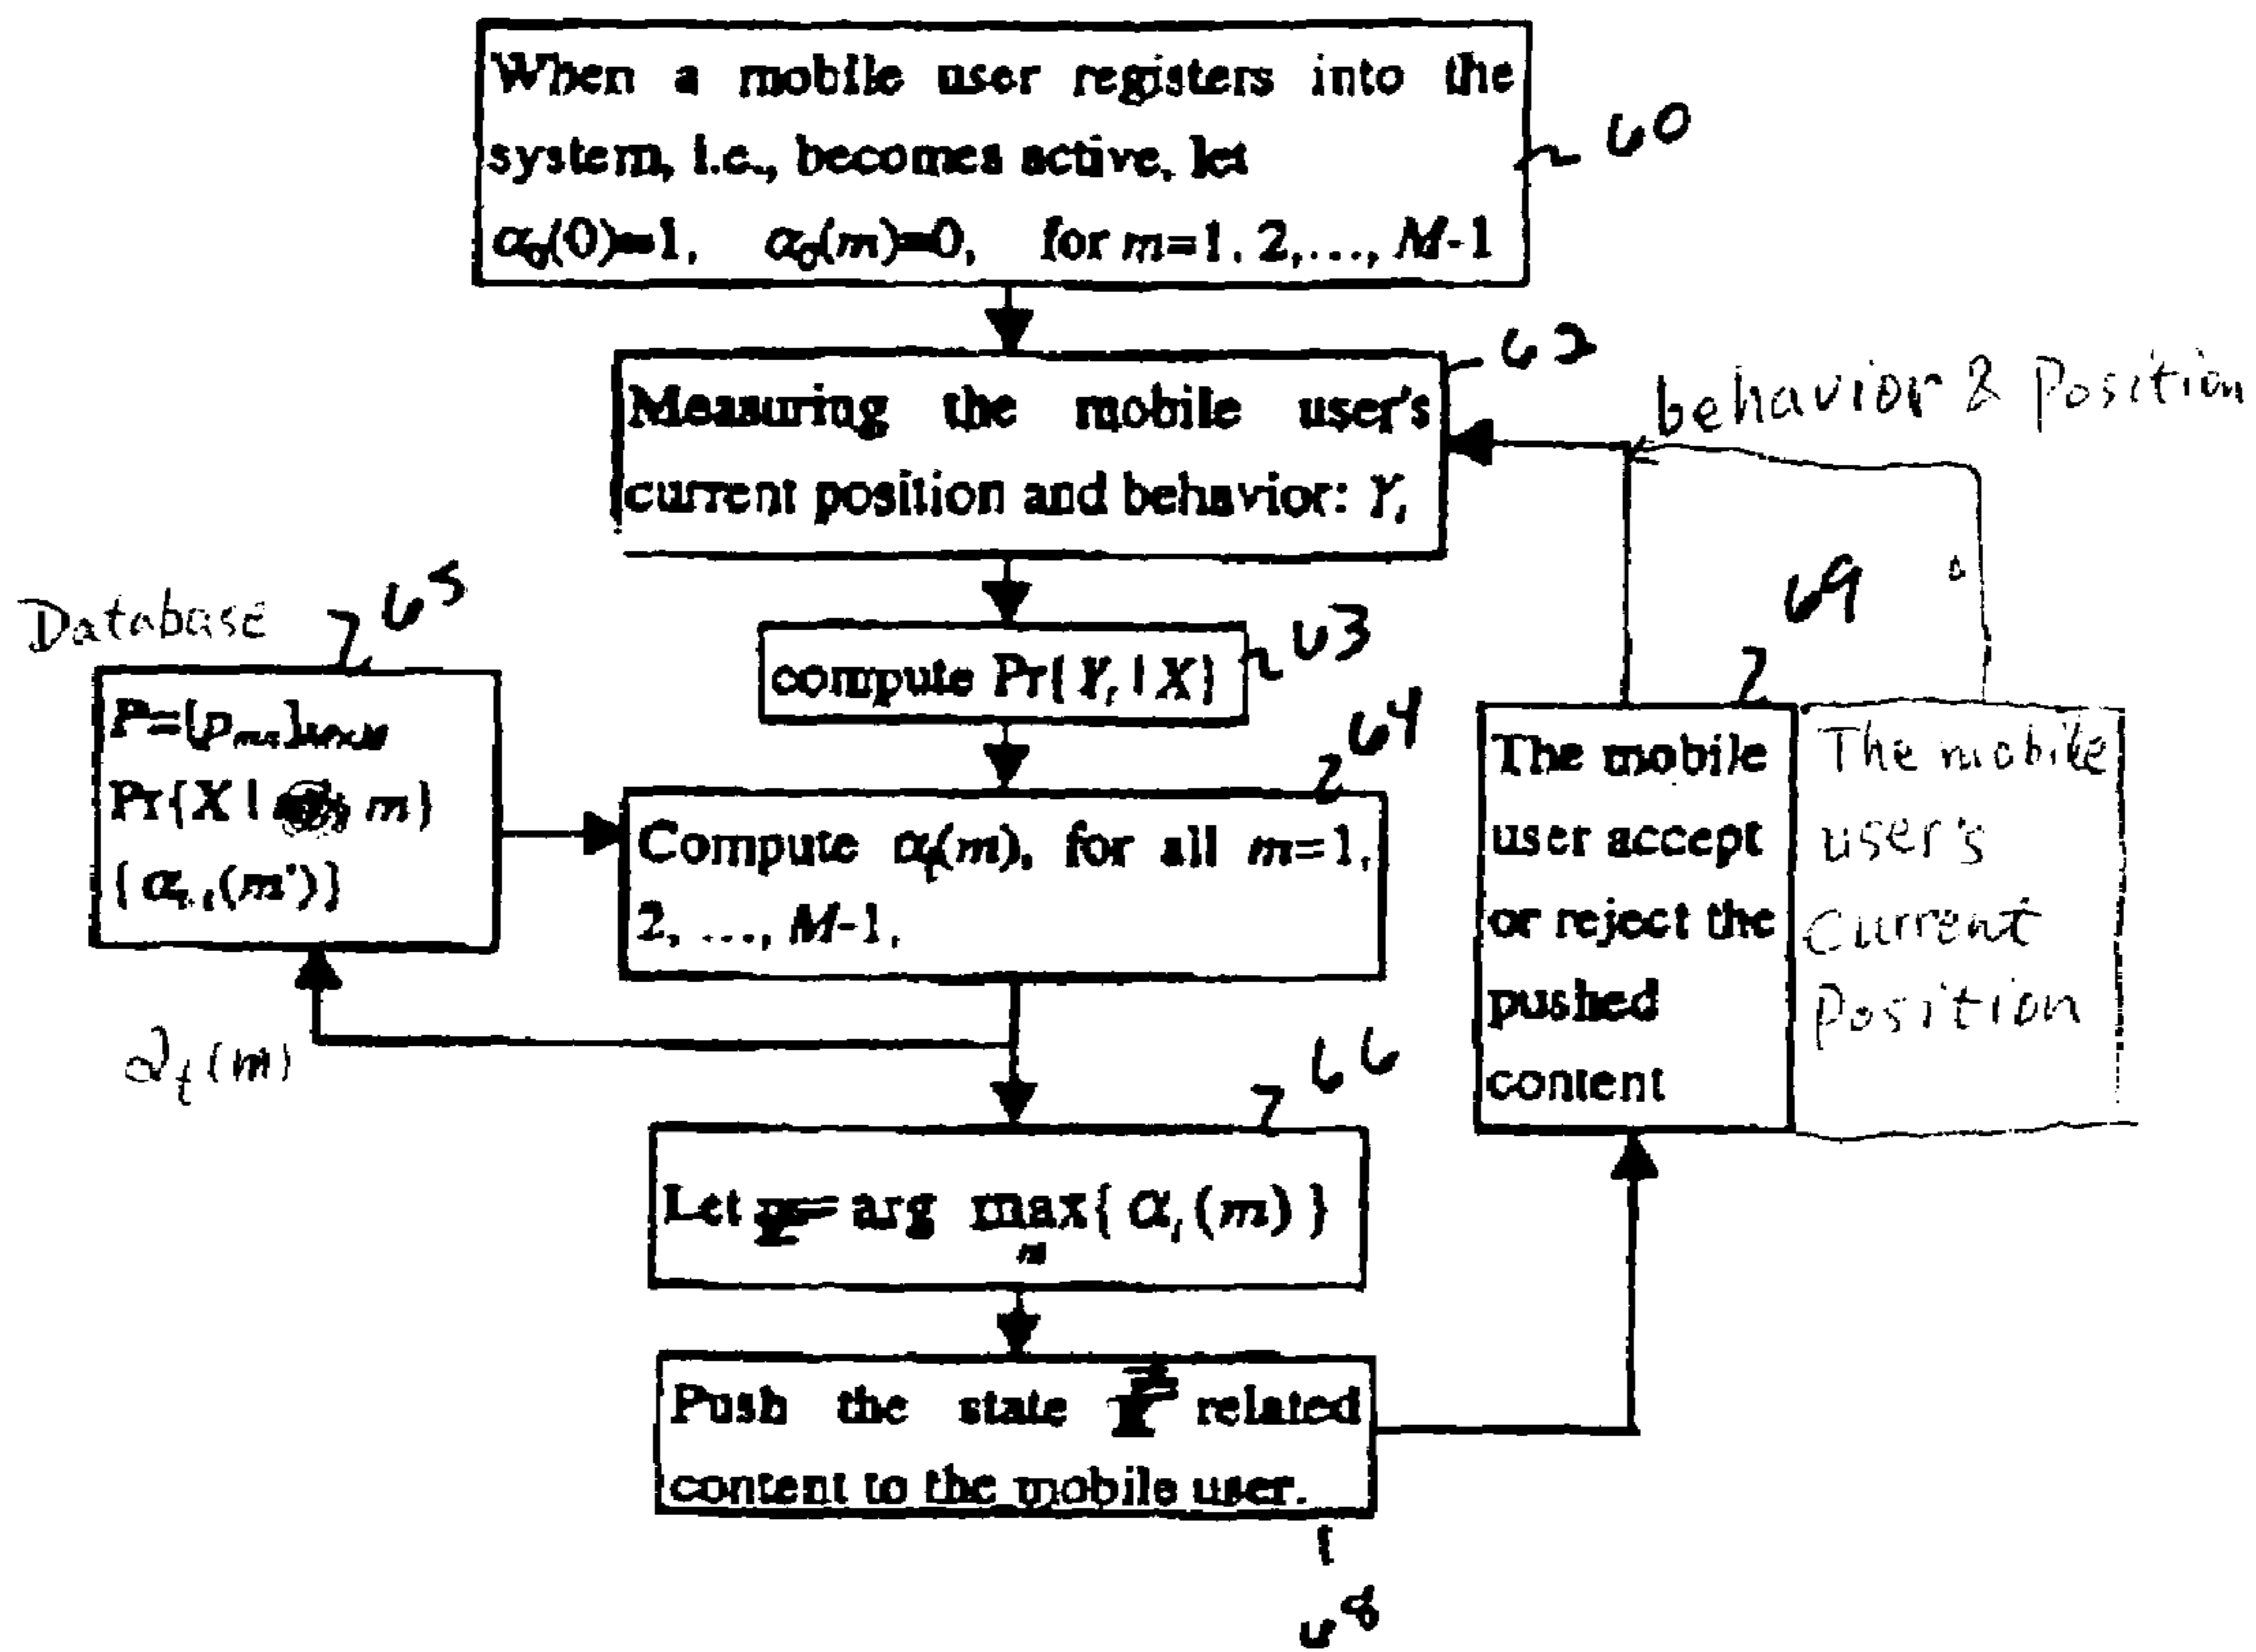 When a mobile user registers into the
system, i.e., becomes active, let
α₀(0)=1, α₀(m)=0, for m=1, 2,..., M-1
60
62
behavior & Position
Measuring the mobile user's
current position and behavior: Yₜ
Database
65
63
compute Pr{Yₜ|X}
64
69
P=[pₘₙ]
Pr{X| m}
{αₜ₋₁(m')}
Compute αₜ(m), for all m=1,
2, ..., M-1,
The mobile
user accept
or reject the
pushed
content
The mobile
user's
Current
Position
αₜ(m)
66
Let = arg max{αₜ(m)}
m
Push the state related
content to the mobile user.
68